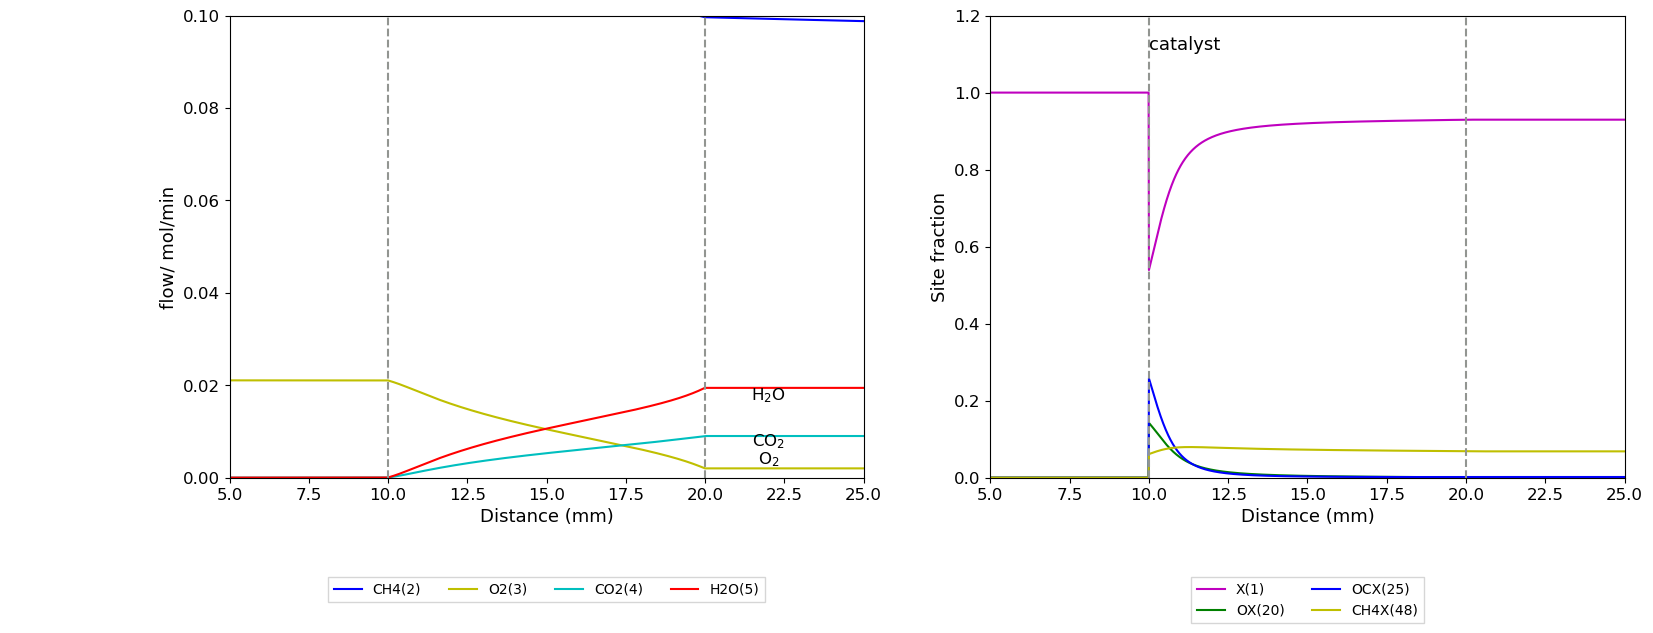 0.10
0.08
0.06
0.04
0.02
0.00
flow/ mol/min
5.0 7.5 10.0 12.5 15.0 17.5 20.0 22.5 25.0
Distance (mm)
H₂O
CO₂
O₂
CH4(2) O2(3) CO2(4) H2O(5)
1.2
1.0
0.8
0.6
0.4
0.2
0.0
Site fraction
catalyst
5.0 7.5 10.0 12.5 15.0 17.5 20.0 22.5 25.0
Distance (mm)
X(1) OCX(25)
OX(20) CH4X(48)